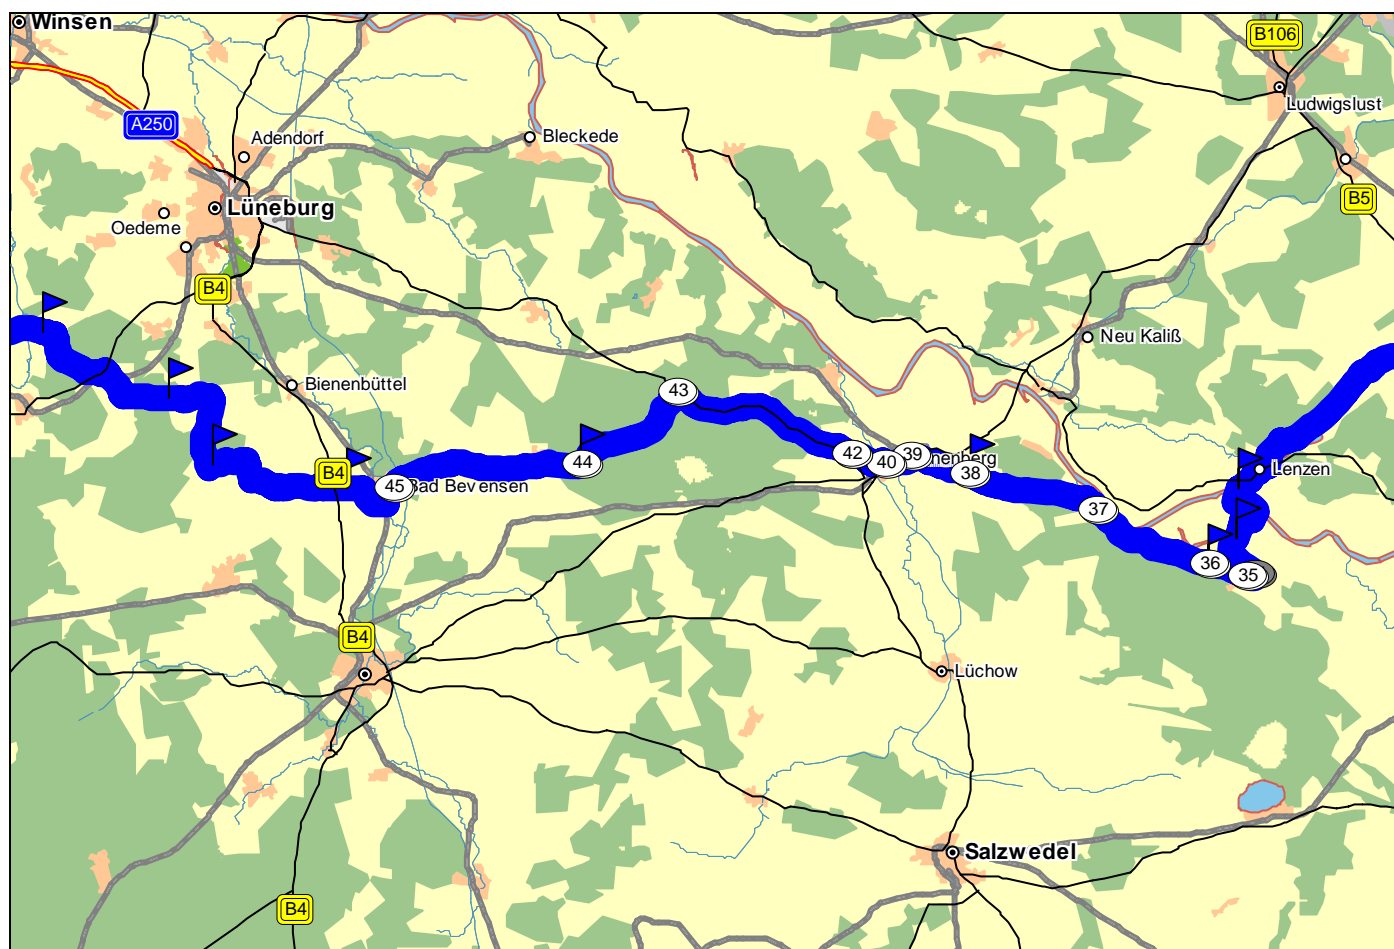 Winsen
B106
Ludwigslust
A250
Adendorf
Bleckede
B5
Lüneburg
Oedeme
B4
Neu Kaliß
Bienenbüttel
43
42
39
40
nenberg
38
44
B4
45
Bad Bevensen
Lenzen
37
36
35
B4
Lüchow
Salzwedel
B4